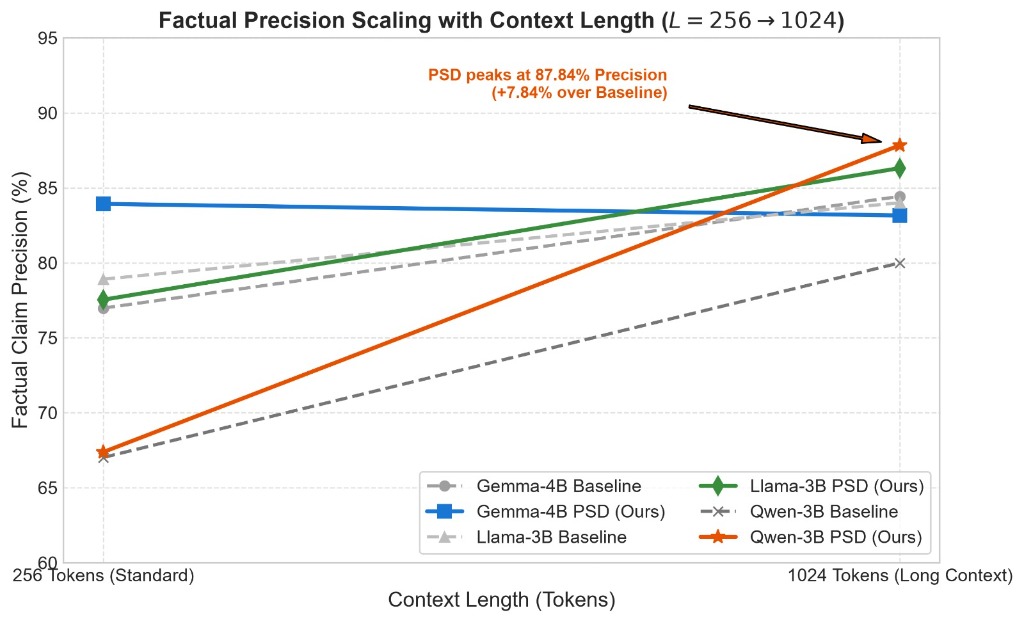 Factual Precision Scaling with Context Length (L = 256 → 1024)
PSD peaks at 87.84% Precision
(+7.84% over Baseline)
Factual Claim Precision (%)
95
90
85
80
75
70
65
60
Gemma-4B Baseline
Gemma-4B PSD (Ours)
Llama-3B Baseline
Llama-3B PSD (Ours)
Qwen-3B Baseline
Qwen-3B PSD (Ours)
256 Tokens (Standard)
1024 Tokens (Long Context)
Context Length (Tokens)